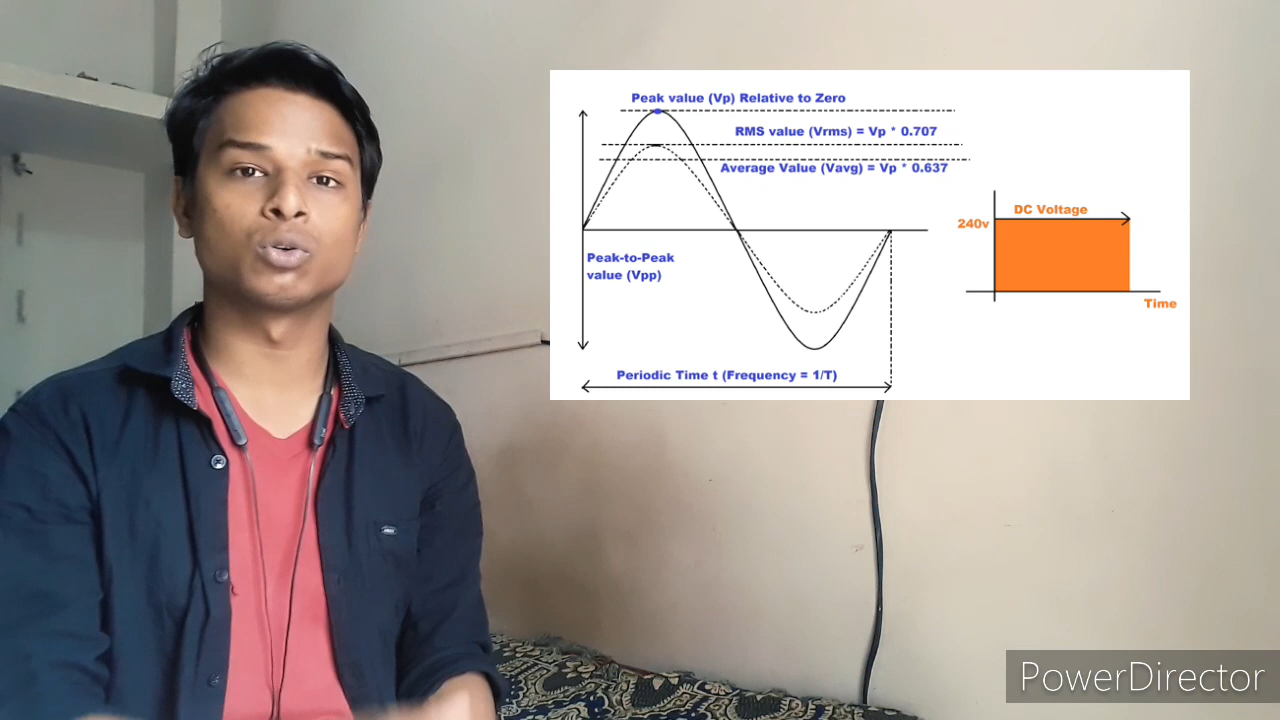 Peak value (Vp) Relative to Zero
RMS value (Vrms) = Vp * 0.707
Average Value (Vavg) = Vp * 0.637
Peak-to-Peak
value (Vpp)
Periodic Time t (Frequency = 1/T)
DC Voltage
240v
Time
PowerDirector